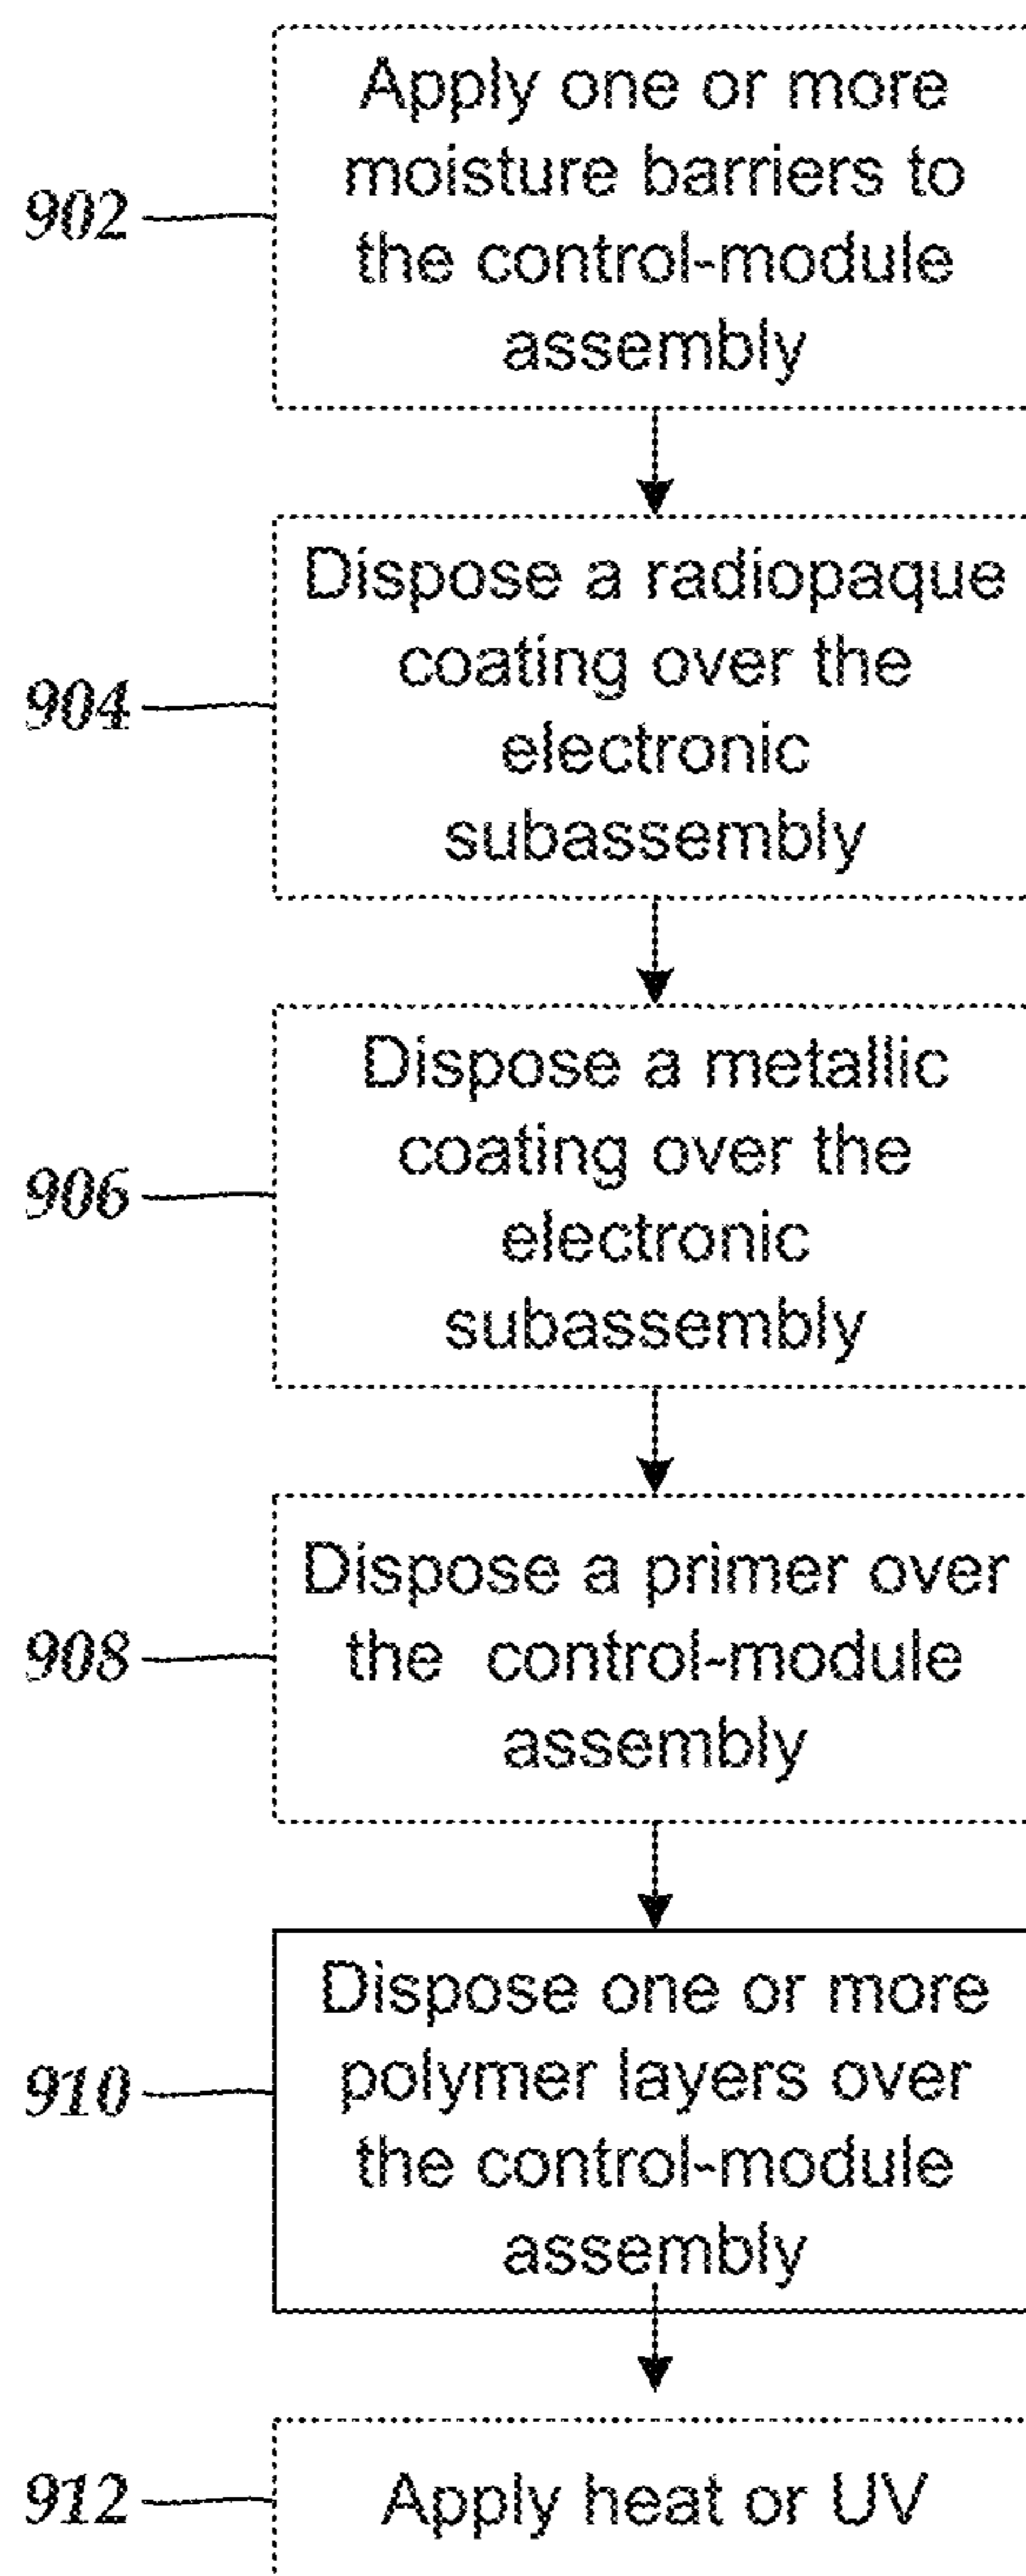 Apply one or more
moisture barriers to
902
the control-module
assembly
Dispose a radiopaque
coating over the
904
electronic
subassembly
Dispose a metallic
coating over the
906
electronic
subassembly
Dispose a primer over
908
the control-module
assembly
Dispose one or more
polymer layers over
910
the control-module
assembly
912
Apply heat or UV